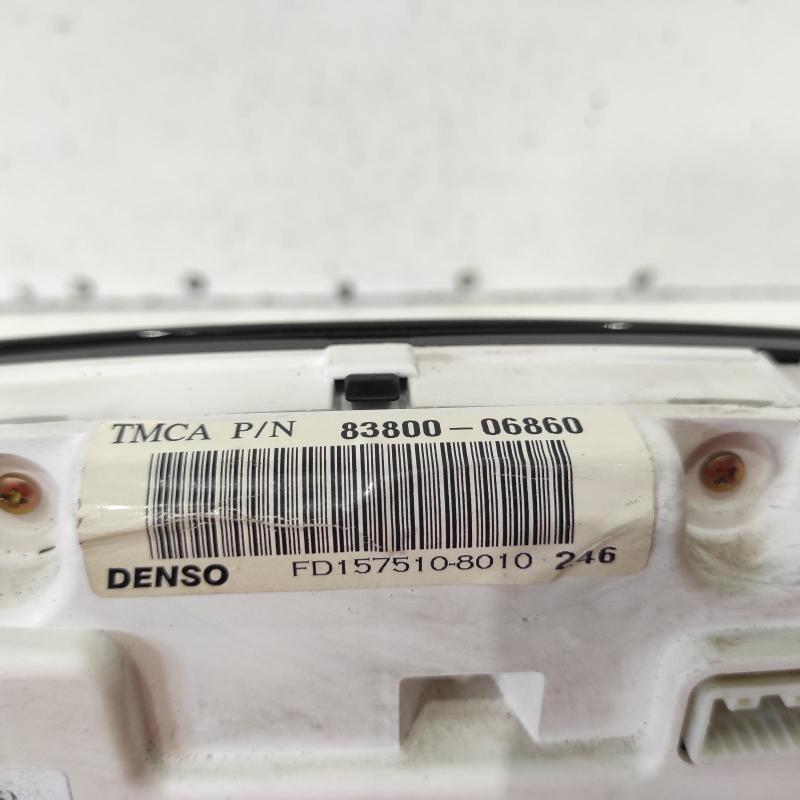 TMCA P/N 83800-06860
DENSO FD157510-8010 246